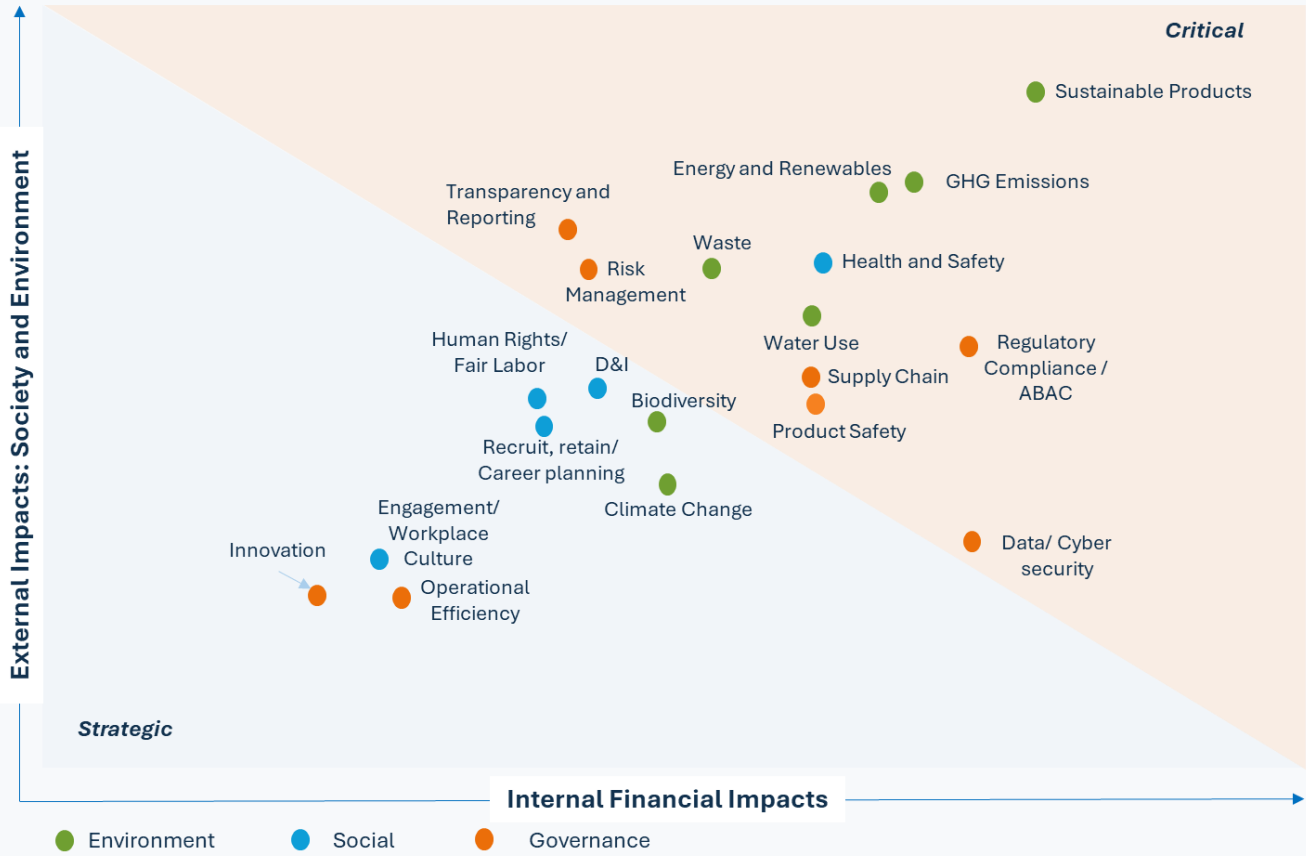 Critical
Sustainable Products
Energy and Renewables
GHG Emissions
Transparency and
Reporting
Waste
Health and Safety
Risk
Management
Human Rights/
Fair Labor
D&I
Water Use
Regulatory
Compliance /
ABAC
Supply Chain
Biodiversity
Product Safety
Recruit, retain/
Career planning
Climate Change
Engagement/
Workplace
Culture
Innovation
Data/ Cyber
security
Operational
Efficiency
Strategic
External Impacts: Society and Environment
Internal Financial Impacts
Environment
Social
Governance